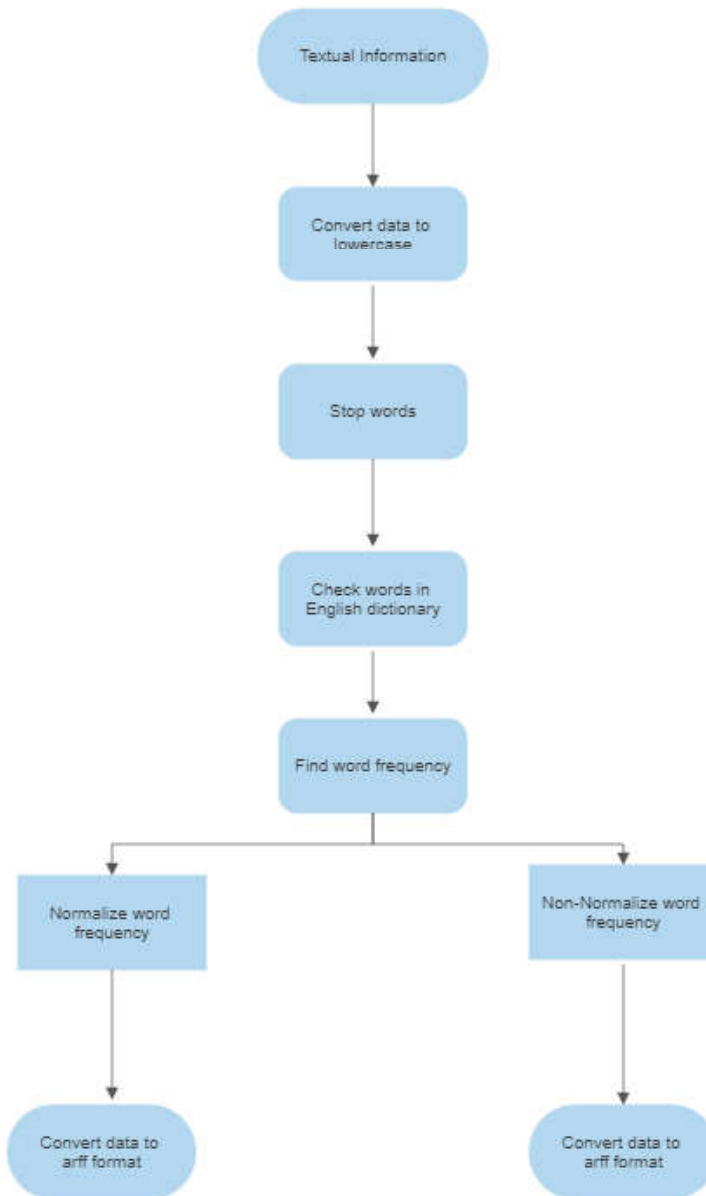 Textual Information
Convert data to
lowercase
Stop words
Check words in
English dictionary
Find word frequency
Normalize word
frequency
Non-Normalize word
frequency
Convert data to
arff format
Convert data to
arff format